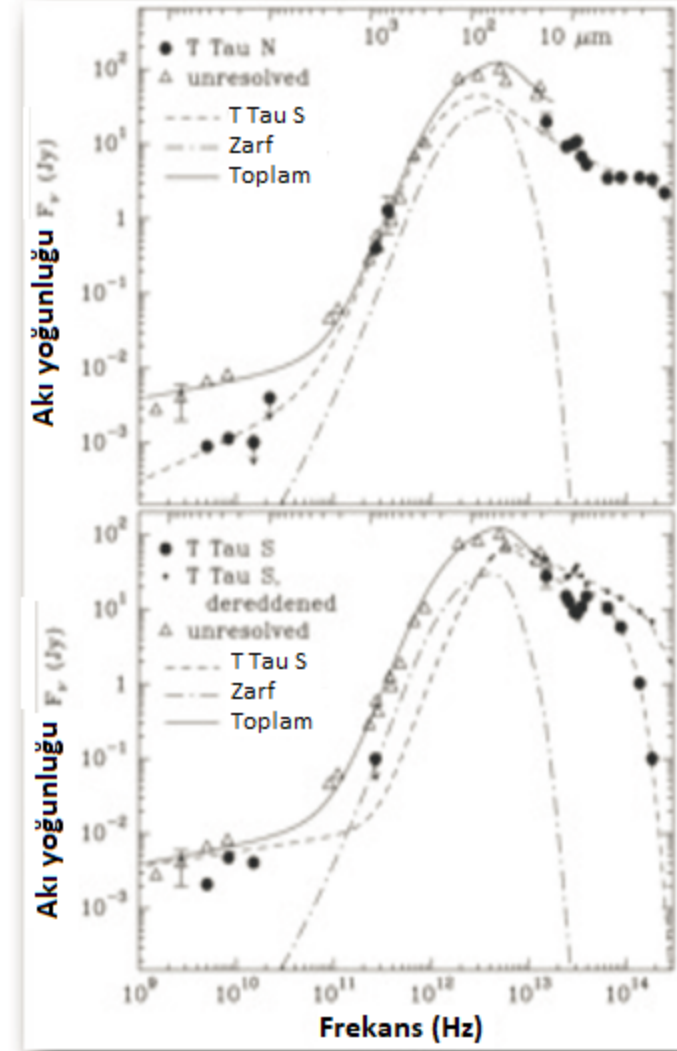 10³ 10² 10 μm
T Tau N
unresolved
T Tau S
Zarf
Toplam
10²
10¹
1
10⁻¹
10⁻²
10⁻³
Akı yoğunluğu F_ν (Jy)
T Tau S
T Tau S,
dereddened
unresolved
T Tau S
Zarf
Toplam
10²
10¹
1
10⁻¹
10⁻²
10⁻³
Akı yoğunluğu F_ν (Jy)
10⁹ 10¹⁰ 10¹¹ 10¹² 10¹³ 10¹⁴
Frekans (Hz)